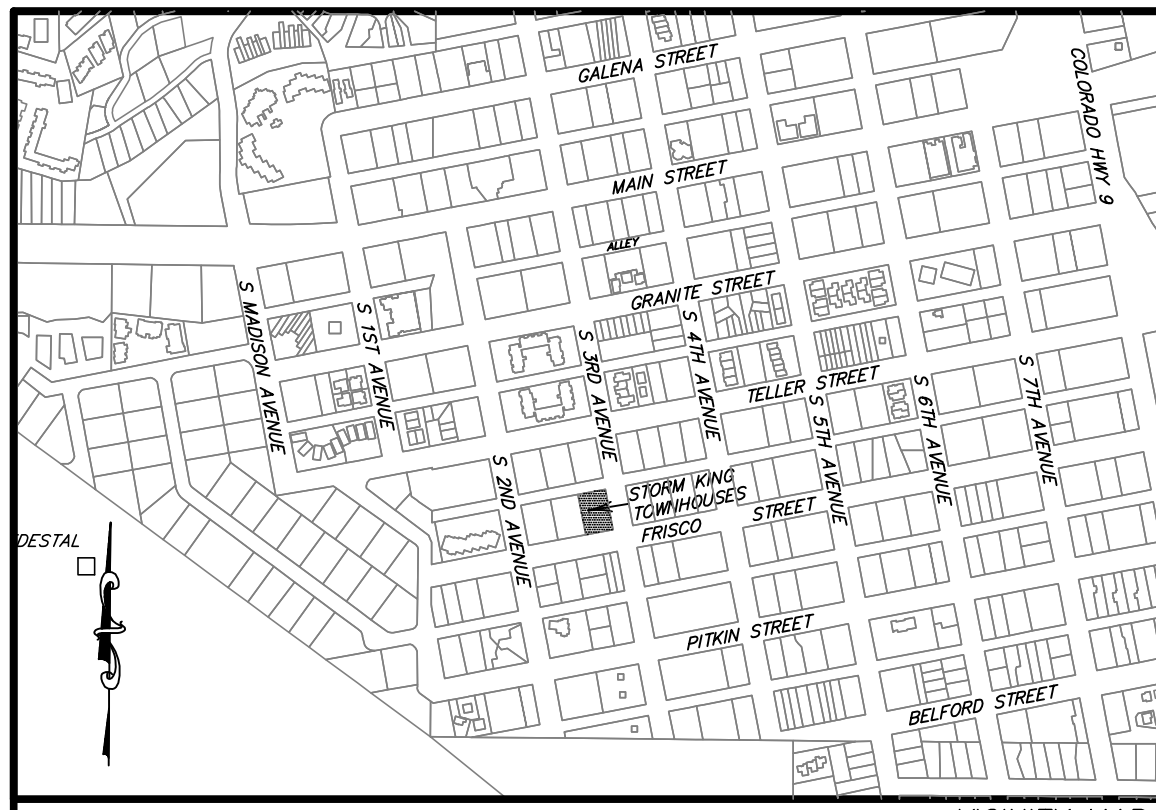 GALENA STREET
COLORADO HWY 9
MAIN STREET
ALLEY
GRANITE STREET
S MADISON AVENUE
S 1ST AVENUE
S 3RD AVENUE
S 4TH AVENUE
TELLER STREET
S 5TH AVENUE
S 6TH AVENUE
S 7TH AVENUE
S 2ND AVENUE
STORM KING
TOWNHOUSES
FRISCO STREET
DESTAL
PITKIN STREET
BELFORD STREET